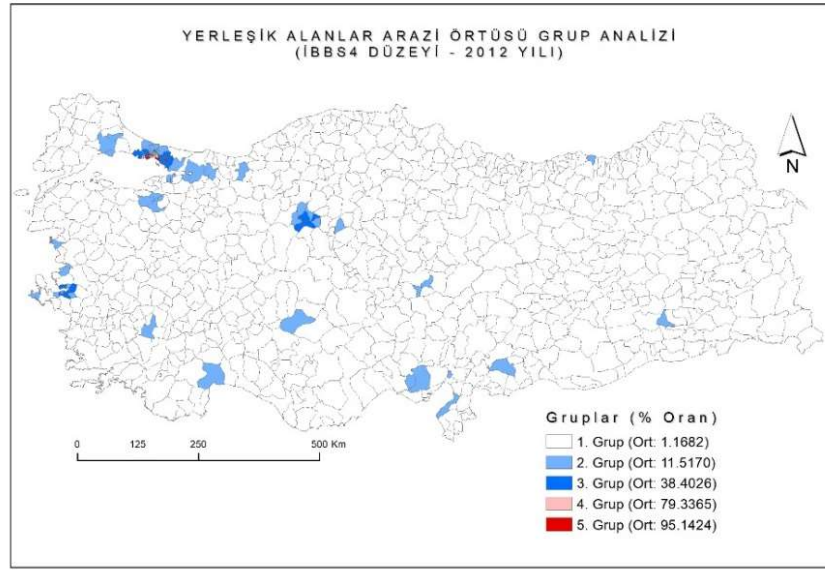 YERLEŞİK ALANLAR ARAZİ ÖRTÜSÜ GRUP ANALİZİ
(İBBS4 DÜZEYİ - 2012 YILI)
N
Gruplar (% Oran)
1. Grup (Ort: 1.1682)
2. Grup (Ort: 11.5170)
3. Grup (Ort: 38.4026)
4. Grup (Ort: 79.3365)
5. Grup (Ort: 95.1424)
0 125 250 500 Km